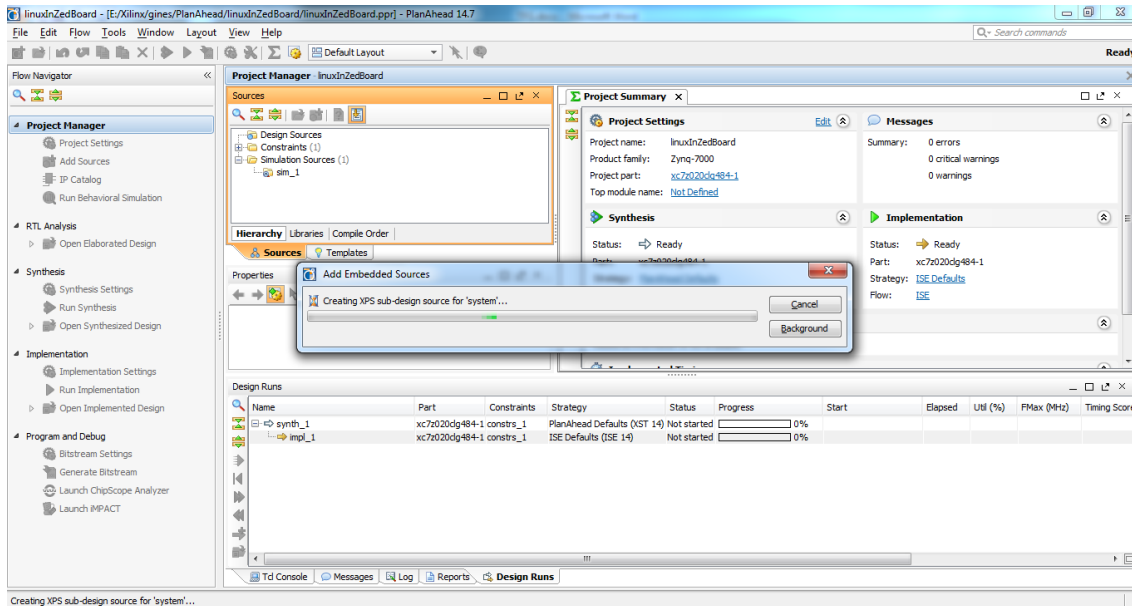 linuxInZedBoard - [E:/Xilinx/gines/PlanAhead/linuxInZedBoard/linuxInZedBoard.ppr] - PlanAhead 14.7
File Edit Flow Tools Window Layout View Help
Search commands
Default Layout
Ready
Flow Navigator
Project Manager
Project Settings
Add Sources
IP Catalog
Run Behavioral Simulation
RTL Analysis
Open Elaborated Design
Synthesis
Synthesis Settings
Run Synthesis
Open Synthesized Design
Implementation
Implementation Settings
Run Implementation
Open Implemented Design
Program and Debug
Bitstream Settings
Generate Bitstream
Launch ChipScope Analyzer
Launch iMPACT
Project Manager - linuxInZedBoard
Sources
Design Sources
Constraints (1)
Simulation Sources (1)
sim_1
Hierarchy Libraries Compile Order
Sources Templates
Properties
Project Summary
Project Settings Edit
Project name: linuxInZedBoard
Product family: Zynq-7000
Project part: xc7z020clg484-1
Top module name: Not Defined
Messages
Summary: 0 errors
0 critical warnings
0 warnings
Synthesis
Status: Ready
Implementation
Status: Ready
Part: xc7z020clg484-1
Strategy: ISE Defaults
Flow: ISE
Add Embedded Sources
Creating XPS sub-design source for 'system'...
Cancel
Background
Design Runs
Name Part Constraints Strategy Status Progress Start Elapsed Util (%) FMax (MHz) Timing Score
synth_1 xc7z020clg484-1 constrs_1 PlanAhead Defaults (XST 14) Not started 0%
impl_1 xc7z020clg484-1 constrs_1 ISE Defaults (ISE 14) Not started 0%
Tcl Console Messages Log Reports Design Runs
Creating XPS sub-design source for 'system'...